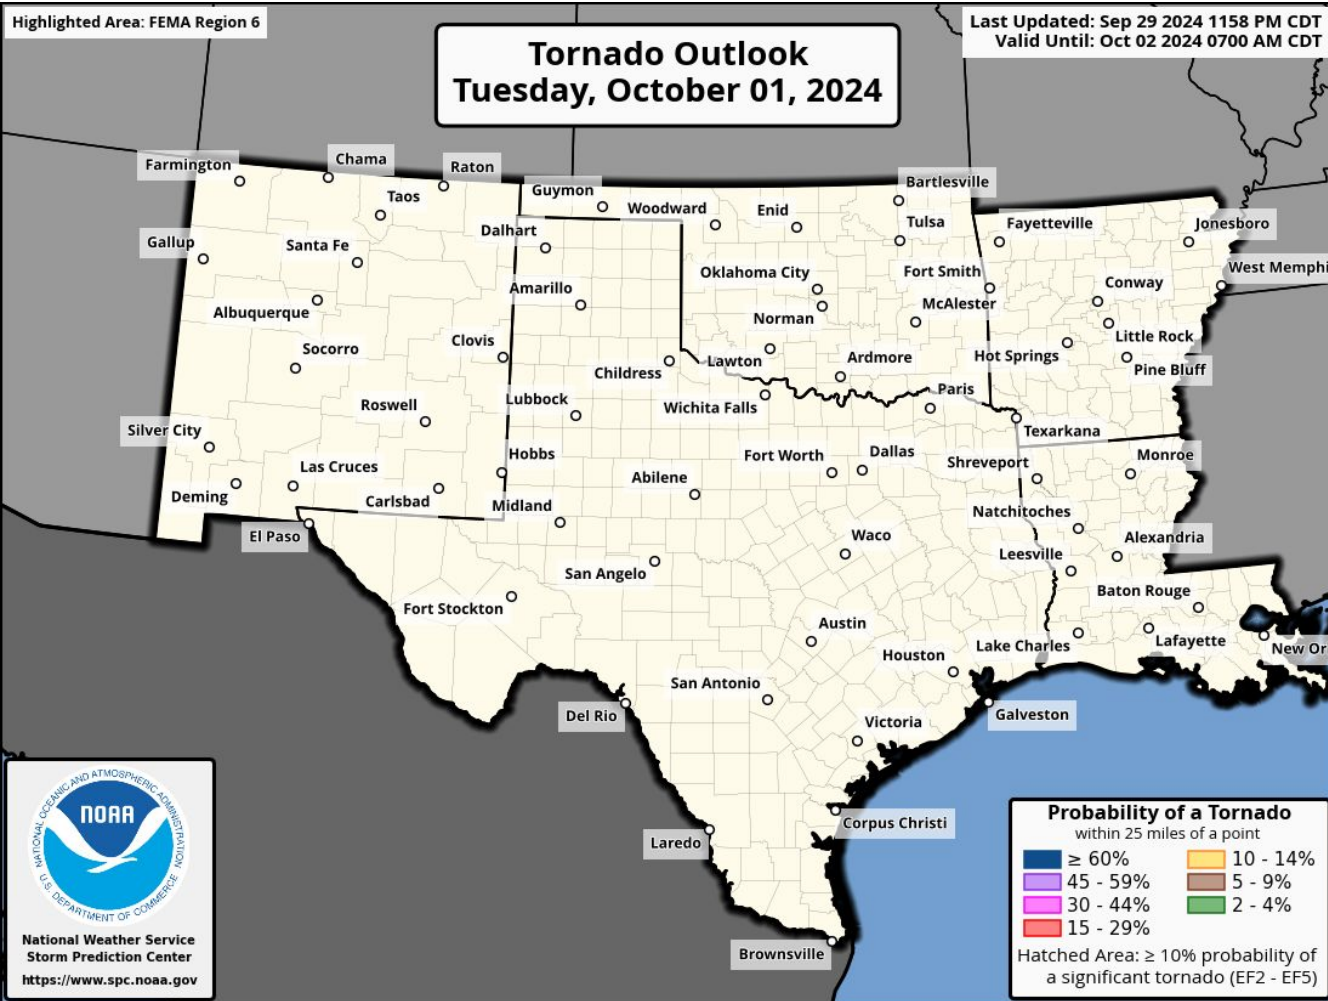 Highlighted Area: FEMA Region 6
Last Updated: Sep 29 2024 1158 PM CDT
Valid Until: Oct 02 2024 0700 AM CDT
Tornado Outlook
Tuesday, October 01, 2024
Farmington
Chama
Raton
Taos
Guymon
Woodward
Enid
Bartlesville
Tulsa
Fayetteville
Jonesboro
Gallup
Santa Fe
Dalhart
Oklahoma City
Fort Smith
West Memphi
Amarillo
Conway
Albuquerque
Norman
McAlester
Socorro
Clovis
Little Rock
Childress
Lawton
Ardmore
Hot Springs
Pine Bluff
Roswell
Lubbock
Wichita Falls
Paris
Silver City
Texarkana
Las Cruces
Hobbs
Fort Worth
Dallas
Shreveport
Monroe
Deming
Carlsbad
Abilene
Midland
Natchitoches
El Paso
Waco
Leesville
Alexandria
San Angelo
Fort Stockton
Baton Rouge
Austin
Houston
Lake Charles
Lafayette
New Or
San Antonio
Del Rio
Victoria
Galveston
Corpus Christi
Laredo
Brownsville
NATIONAL OCEANIC AND ATMOSPHERIC ADMINISTRATION
NOAA
U.S. DEPARTMENT OF COMMERCE
National Weather Service
Storm Prediction Center
https://www.spc.noaa.gov
Probability of a Tornado
within 25 miles of a point
≥ 60%
45 - 59%
30 - 44%
15 - 29%
10 - 14%
5 - 9%
2 - 4%
Hatched Area: ≥ 10% probability of
a significant tornado (EF2 - EF5)